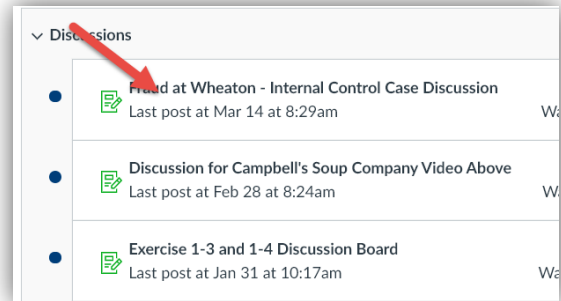 Discussions
Fraud at Wheaton - Internal Control Case Discussion
Last post at Mar 14 at 8:29am
Discussion for Campbell's Soup Company Video Above
Last post at Feb 28 at 8:24am
Exercise 1-3 and 1-4 Discussion Board
Last post at Jan 31 at 10:17am